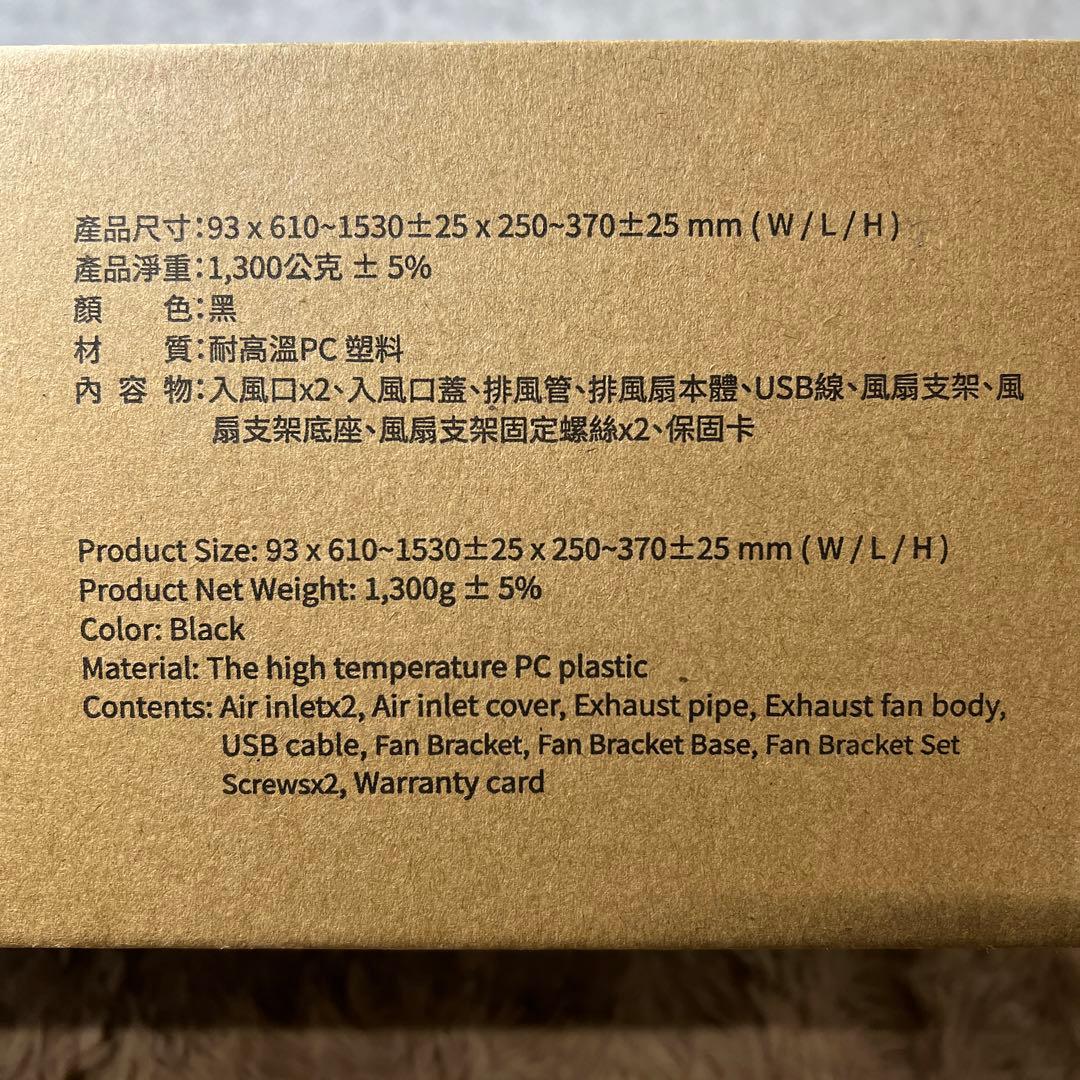 產品尺寸:93 x 610~1530±25 x 250~370±25 mm ( W / L / H )
產品淨重:1,300公克 ± 5%
顏 色:黑
材 質:耐高溫PC 塑料
內 容 物:入風口x2、入風口蓋、排風管、排風扇本體、USB線、風扇支架、風
扇支架底座、風扇支架固定螺絲x2、保固卡
Product Size: 93 x 610~1530±25 x 250~370±25 mm ( W / L / H )
Product Net Weight: 1,300g ± 5%
Color: Black
Material: The high temperature PC plastic
Contents: Air inletx2, Air inlet cover, Exhaust pipe, Exhaust fan body,
USB cable, Fan Bracket, Fan Bracket Base, Fan Bracket Set
Screwsx2, Warranty card